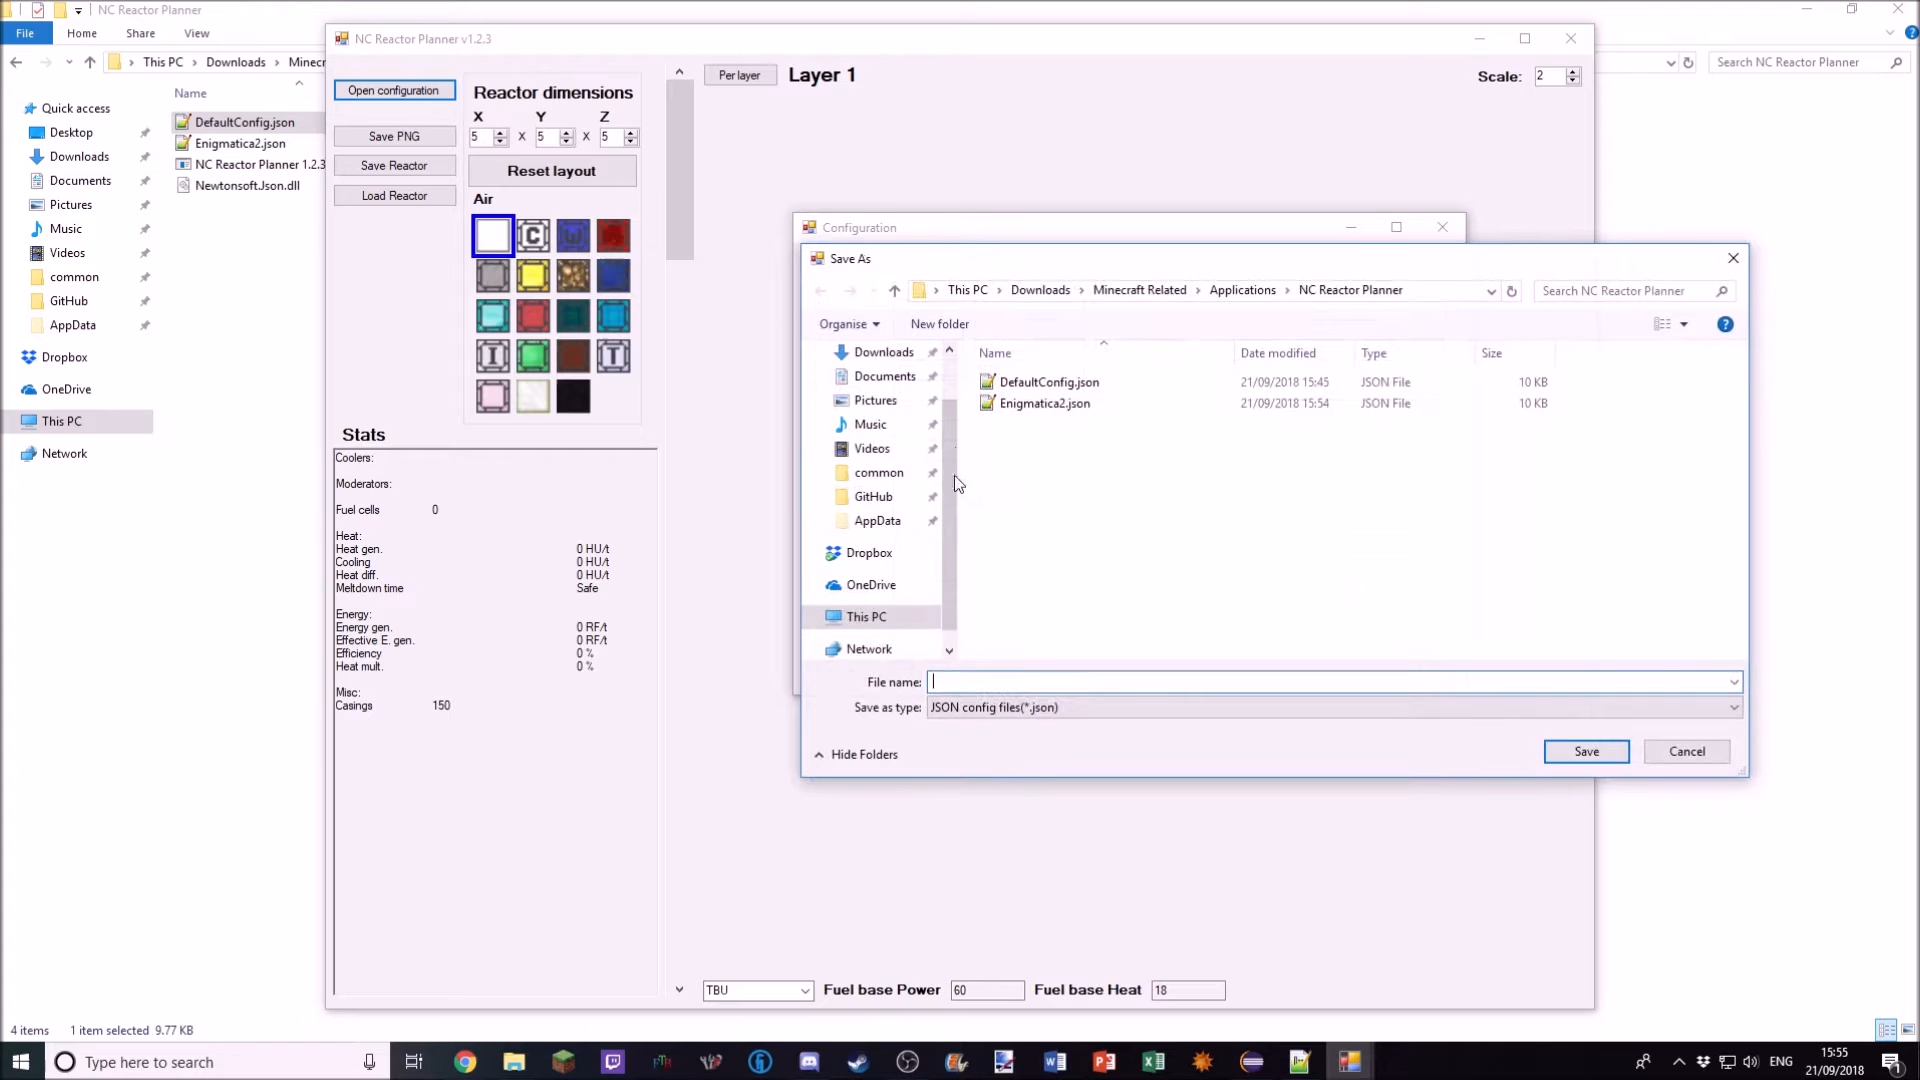 NC Reactor Planner
File
Home
Share
View
This PC > Downloads > Minecr
Search NC Reactor Planner
Name
Quick access
Desktop
Downloads
Documents
Pictures
Music
Videos
common
GitHub
AppData
Dropbox
OneDrive
This PC
Network
DefaultConfig.json
Enigmatica2.json
NC Reactor Planner 1.2.3
Newtonsoft.Json.dll
NC Reactor Planner v1.2.3
Open configuration
Save PNG
Save Reactor
Load Reactor
Reactor dimensions
X Y Z
5 X 5 X 5
Reset layout
Air
C
W
I
T
Per layer
Layer 1
Scale: 2
Stats
Coolers:
Moderators:
Fuel cells 0
Heat:
Heat gen. 0 HU/t
Cooling 0 HU/t
Heat diff. 0 HU/t
Meltdown time Safe
Energy:
Energy gen. 0 RF/t
Effective E. gen. 0 RF/t
Efficiency 0 %
Heat mult. 0 %
Misc:
Casings 150
Configuration
Save As
This PC > Downloads > Minecraft Related > Applications > NC Reactor Planner
Search NC Reactor Planner
Organise
New folder
Downloads
Documents
Pictures
Music
Videos
common
GitHub
AppData
Dropbox
OneDrive
This PC
Network
Name Date modified Type Size
DefaultConfig.json 21/09/2018 15:45 JSON File 10 KB
Enigmatica2.json 21/09/2018 15:54 JSON File 10 KB
File name:
Save as type: JSON config files(*.json)
Hide Folders
Save
Cancel
TBU
Fuel base Power 60
Fuel base Heat 18
4 items 1 item selected 9.77 KB
Type here to search
ENG
15:55
21/09/2018